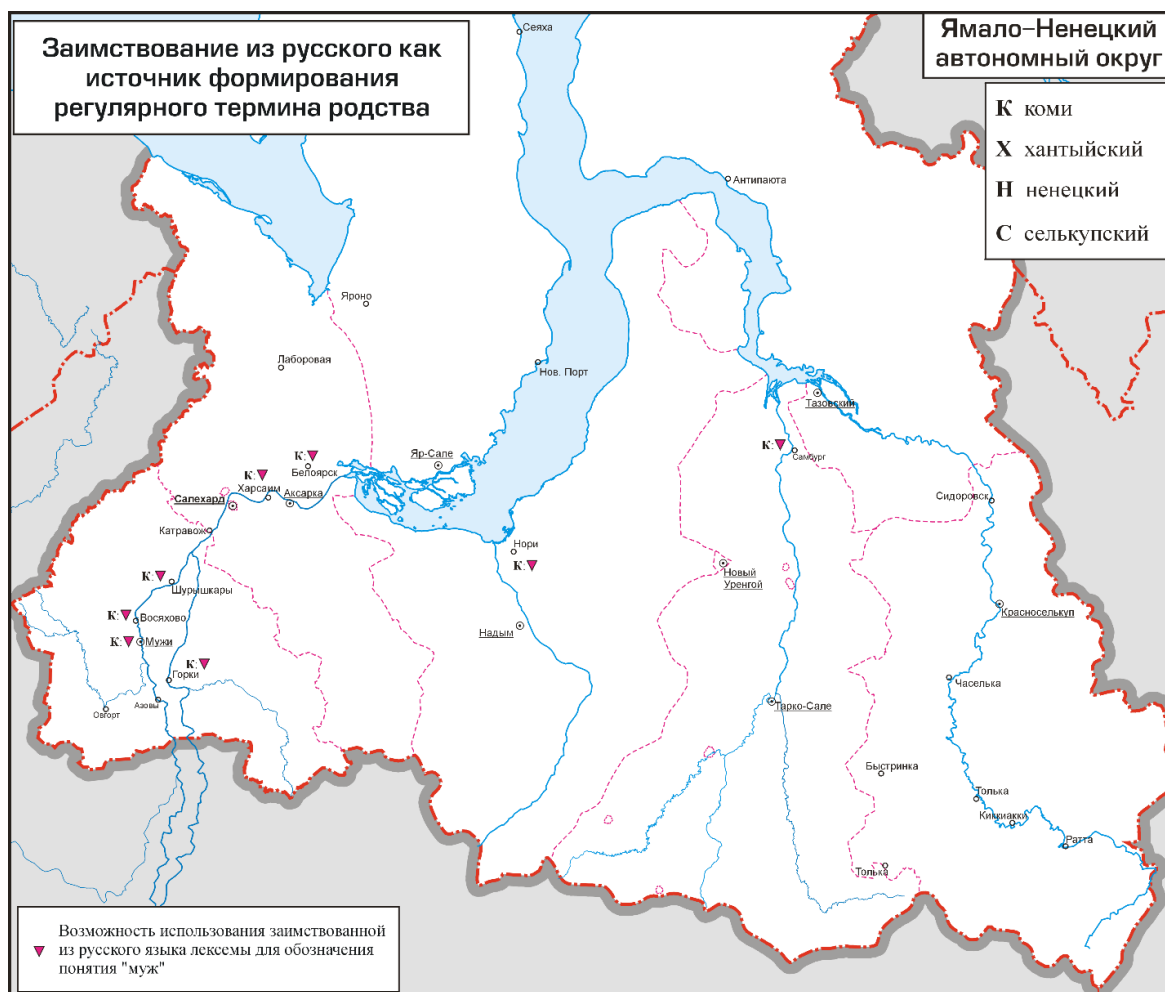 Заимствование из русского как
источник формирования
регулярного термина родства
Ямало-Ненецкий
автономный округ
К коми
Х хантыйский
Н ненецкий
С селькупский
Сеяха
Антипаюта
Яроно
Лаборовая
Нов. Порт
Тазовский
К:
Самбург
К:
Белоярск
Яр-Сале
К:
Харсаим
Аксарка
Салехард
Сидоровск
Катравож
Нори
К:
Новый
Уренгой
К:
Шурышкары
Красноселькуп
К:
Восяхово
К:
Мужи
Надым
К:
Горки
Часелька
Азовы
Овгорт
Тарко-Сале
Быстринка
Толька
Киккиакки
Ратта
Толька
Возможность использования заимствованной
из русского языка лексемы для обозначения
понятия "муж"